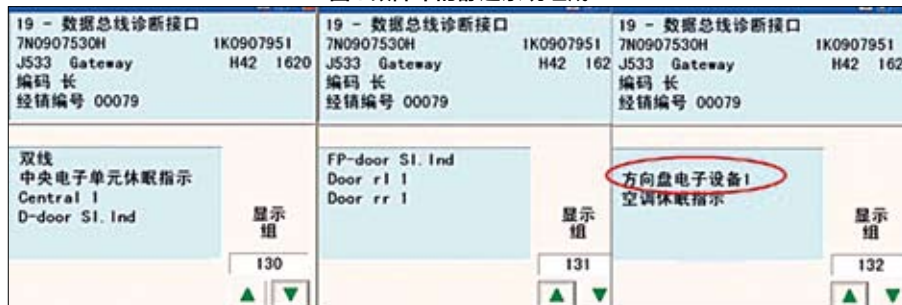 19 - 数据总线诊断接口
7N0907530H 1K0907951
J533 Gateway H42 1620
编码 长
经销编号 00079
双线
中央电子单元休眠指示
Central 1
D-door Sl. Ind
显示
组
130
19 - 数据总线诊断接口
7N0907530H 1K0907951
J533 Gateway H42 162
编码 长
经销编号 00079
FP-door Sl. Ind
Door rl 1
Door rr 1
显示
组
131
19 - 数据总线诊断接口
7N0907530H 1K0907951
J533 Gateway H42 162
编码 长
经销编号 00079
方向盘电子设备1
空调休眠指示
显示
组
132